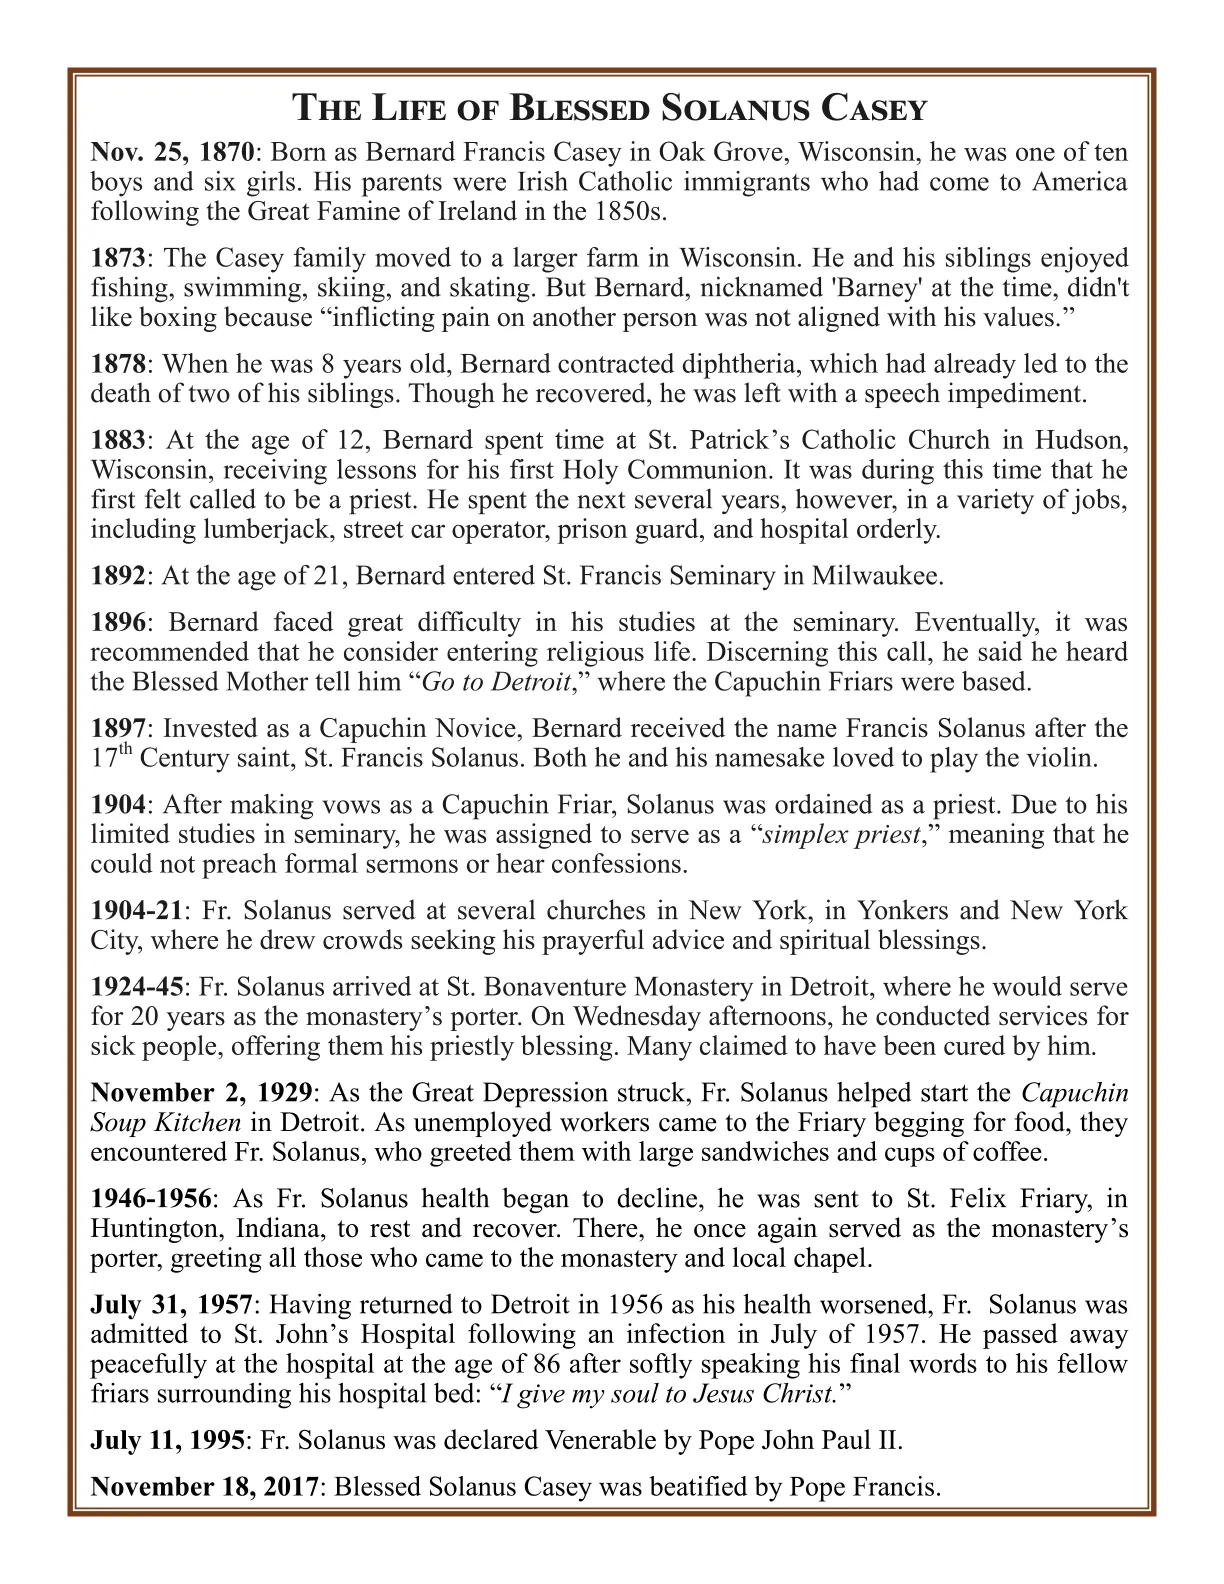 The Life of Blessed Solanus Casey
Nov. 25, 1870: Born as Bernard Francis Casey in Oak Grove, Wisconsin, he was one of ten
boys and six girls. His parents were Irish Catholic immigrants who had come to America
following the Great Famine of Ireland in the 1850s.
1873: The Casey family moved to a larger farm in Wisconsin. He and his siblings enjoyed
fishing, swimming, skiing, and skating. But Bernard, nicknamed 'Barney' at the time, didn't
like boxing because “inflicting pain on another person was not aligned with his values.”
1878: When he was 8 years old, Bernard contracted diphtheria, which had already led to the
death of two of his siblings. Though he recovered, he was left with a speech impediment.
1883: At the age of 12, Bernard spent time at St. Patrick’s Catholic Church in Hudson,
Wisconsin, receiving lessons for his first Holy Communion. It was during this time that he
first felt called to be a priest. He spent the next several years, however, in a variety of jobs,
including lumberjack, street car operator, prison guard, and hospital orderly.
1892: At the age of 21, Bernard entered St. Francis Seminary in Milwaukee.
1896: Bernard faced great difficulty in his studies at the seminary. Eventually, it was
recommended that he consider entering religious life. Discerning this call, he said he heard
the Blessed Mother tell him “Go to Detroit,” where the Capuchin Friars were based.
1897: Invested as a Capuchin Novice, Bernard received the name Francis Solanus after the
17th Century saint, St. Francis Solanus. Both he and his namesake loved to play the violin.
1904: After making vows as a Capuchin Friar, Solanus was ordained as a priest. Due to his
limited studies in seminary, he was assigned to serve as a “simplex priest,” meaning that he
could not preach formal sermons or hear confessions.
1904-21: Fr. Solanus served at several churches in New York, in Yonkers and New York
City, where he drew crowds seeking his prayerful advice and spiritual blessings.
1924-45: Fr. Solanus arrived at St. Bonaventure Monastery in Detroit, where he would serve
for 20 years as the monastery’s porter. On Wednesday afternoons, he conducted services for
sick people, offering them his priestly blessing. Many claimed to have been cured by him.
November 2, 1929: As the Great Depression struck, Fr. Solanus helped start the Capuchin
Soup Kitchen in Detroit. As unemployed workers came to the Friary begging for food, they
encountered Fr. Solanus, who greeted them with large sandwiches and cups of coffee.
1946-1956: As Fr. Solanus health began to decline, he was sent to St. Felix Friary, in
Huntington, Indiana, to rest and recover. There, he once again served as the monastery’s
porter, greeting all those who came to the monastery and local chapel.
July 31, 1957: Having returned to Detroit in 1956 as his health worsened, Fr. Solanus was
admitted to St. John’s Hospital following an infection in July of 1957. He passed away
peacefully at the hospital at the age of 86 after softly speaking his final words to his fellow
friars surrounding his hospital bed: “I give my soul to Jesus Christ.”
July 11, 1995: Fr. Solanus was declared Venerable by Pope John Paul II.
November 18, 2017: Blessed Solanus Casey was beatified by Pope Francis.